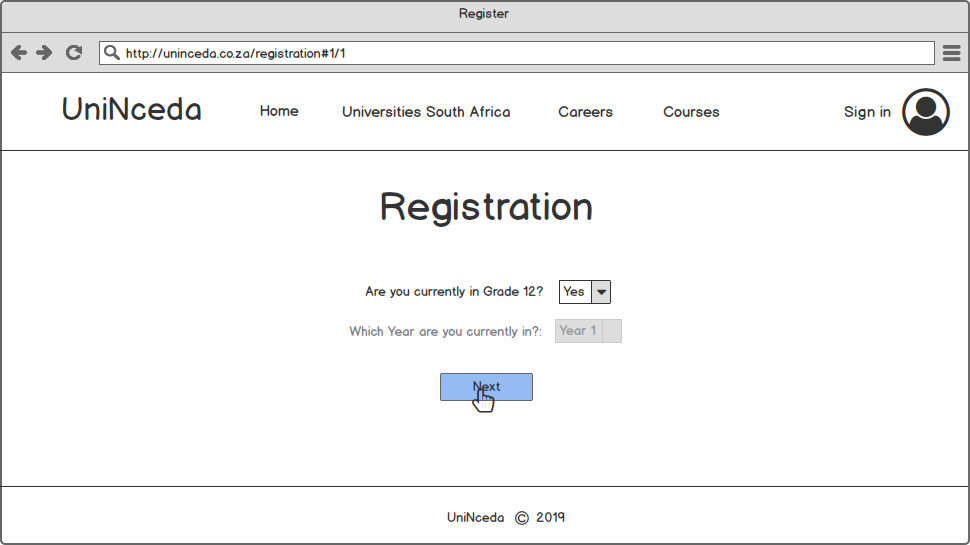 Register
http://uninceda.co.za/registration#1/1
UniNceda Home Universities South Africa Careers Courses Sign in
Registration
Are you currently in Grade 12? Yes
Which Year are you currently in?: Year 1
Next
UniNceda © 2019